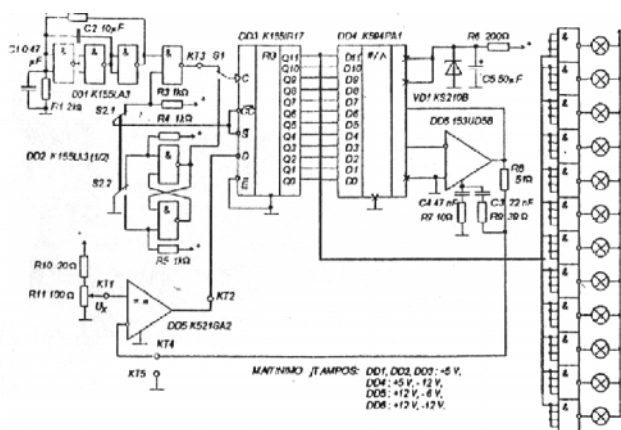 C2 10µF
C1 0.47 µF
DD1 K155LA3
R1 2kΩ
&
&
&
&
KT3
S1
R3 1kΩ
S2.1
R4 1kΩ
DD2 K155LA3 (1/2)
&
&
S2.2
R5 1kΩ
R10 20Ω
R11 100Ω
KT1
Ux
= =
DD5 K521SA2
KT2
KT4
KT5
DD3 K155IR17
RG
C
S
D
E
Q11
Q10
Q9
Q8
Q7
Q6
Q5
Q4
Q3
Q2
Q1
Q0
DD4 K594PA1
#/A
D11
D10
D9
D8
D7
D6
D5
D4
D3
D2
D1
D0
R6 200Ω
C5 50µF
VD1 KS210B
DD6 153UD5B
R8 51Ω
C4 47 nF
C3 22 nF
R7 10Ω
R9 39Ω
MAITINIMO ĮTAMPOS: DD1, DD2, DD3: +5 V,
DD4: +5 V, -12 V,
DD5: +12 V, -6 V,
DD6: +12 V, -12 V,
&
&
&
&
&
&
&
&
&
&
&
&